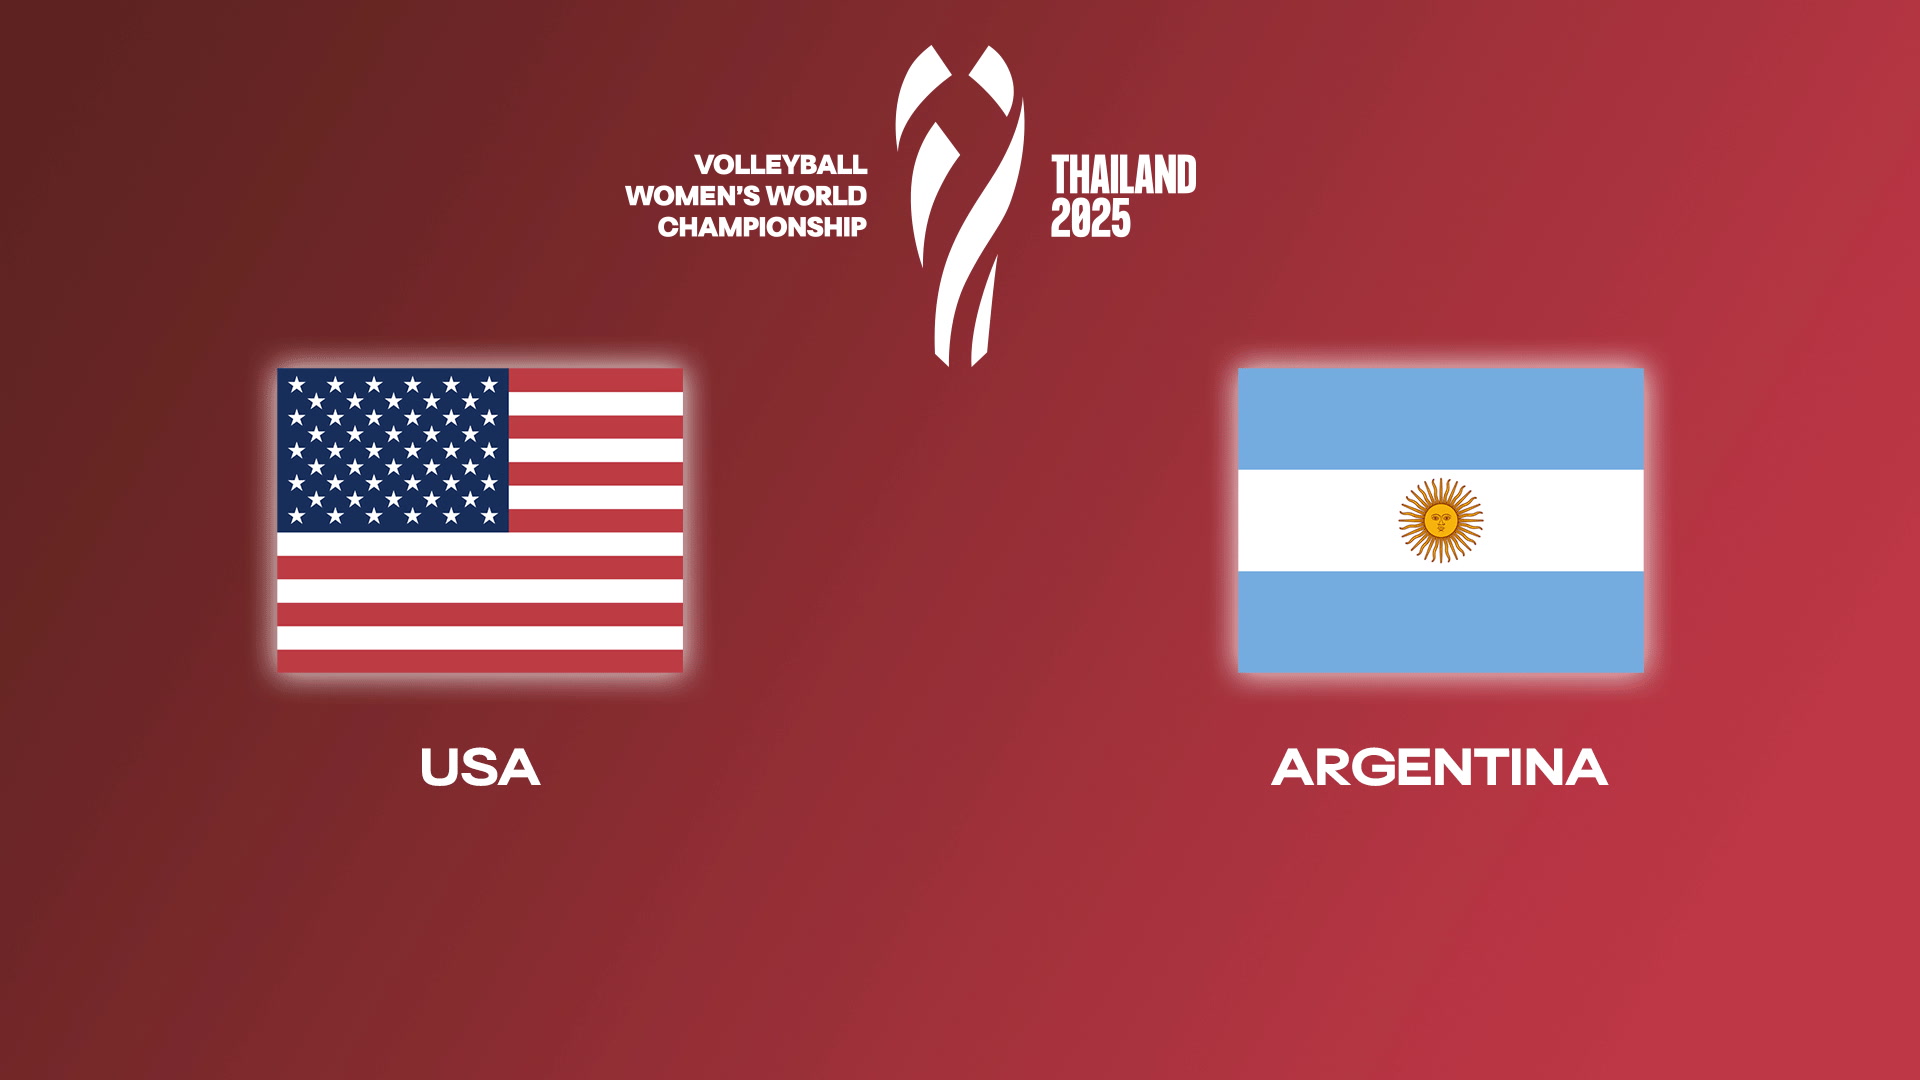 VOLLEYBALL
WOMEN'S WORLD
CHAMPIONSHIP
THAILAND
2025
USA
ARGENTINA